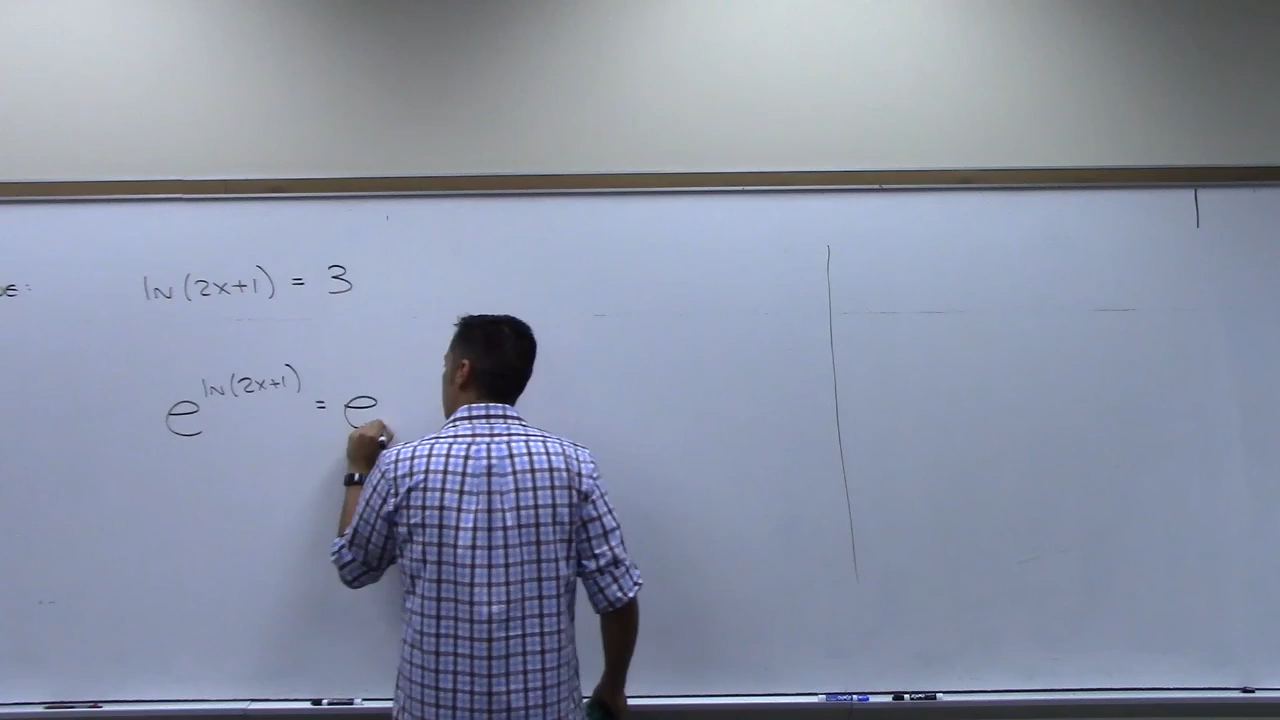 ln(2x+1) = 3
e^ln(2x+1) = e